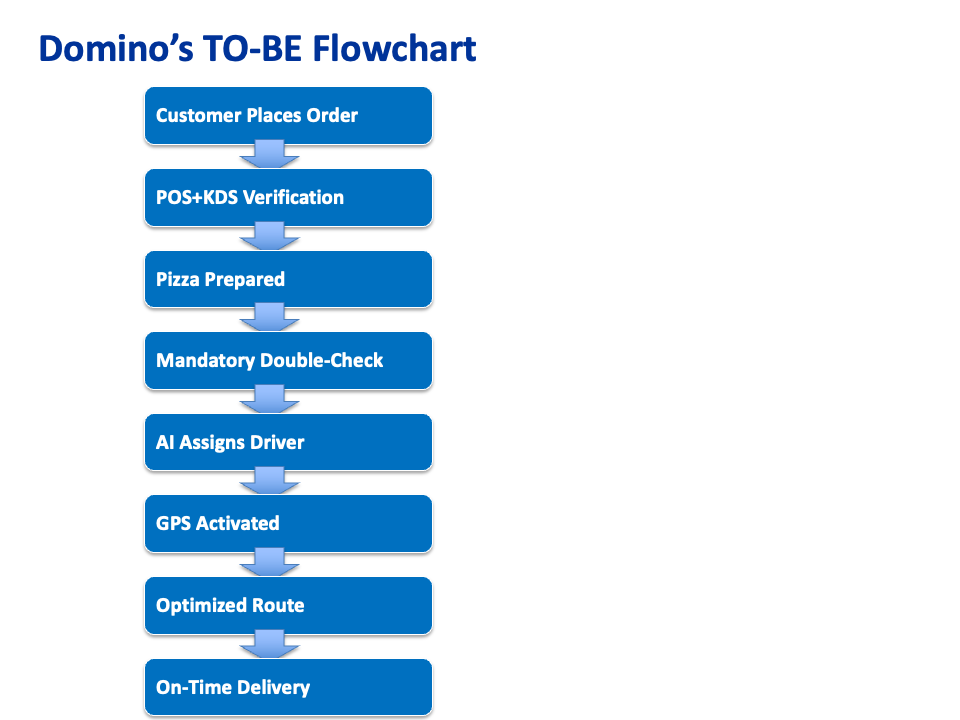 Domino’s TO-BE Flowchart
Customer Places Order
POS+KDS Verification
Pizza Prepared
Mandatory Double-Check
AI Assigns Driver
GPS Activated
Optimized Route
On-Time Delivery